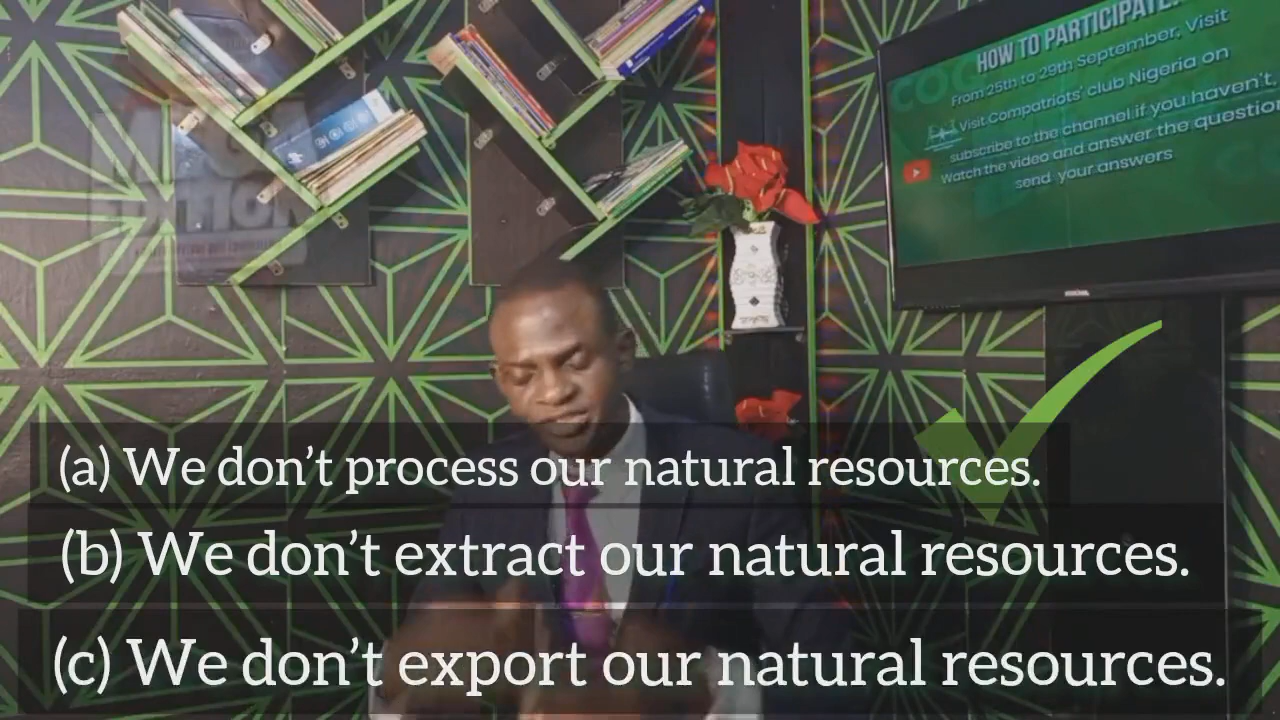 HOW TO PARTICIPATE.
From 25th to 29th September, Visit
Visit Compatriots' club Nigeria on
subscribe to the channel if you haven't.
Watch the video and answer the question
send your answers
(a) We don't process our natural resources.
(b) We don't extract our natural resources.
(c) We don't export our natural resources.